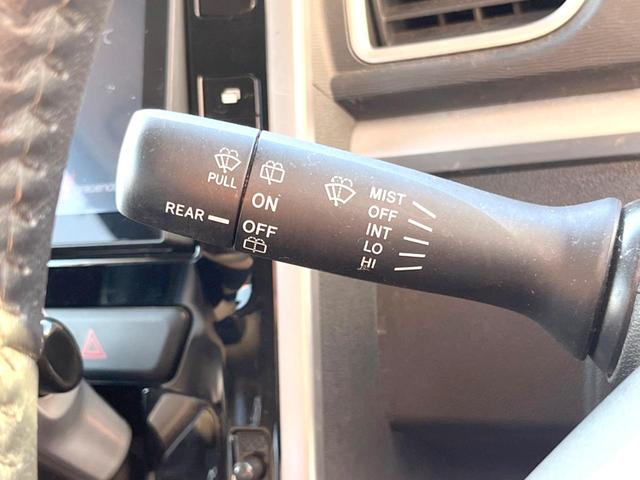 PULL
REAR
ON
OFF
MIST
OFF
INT
LO
HI